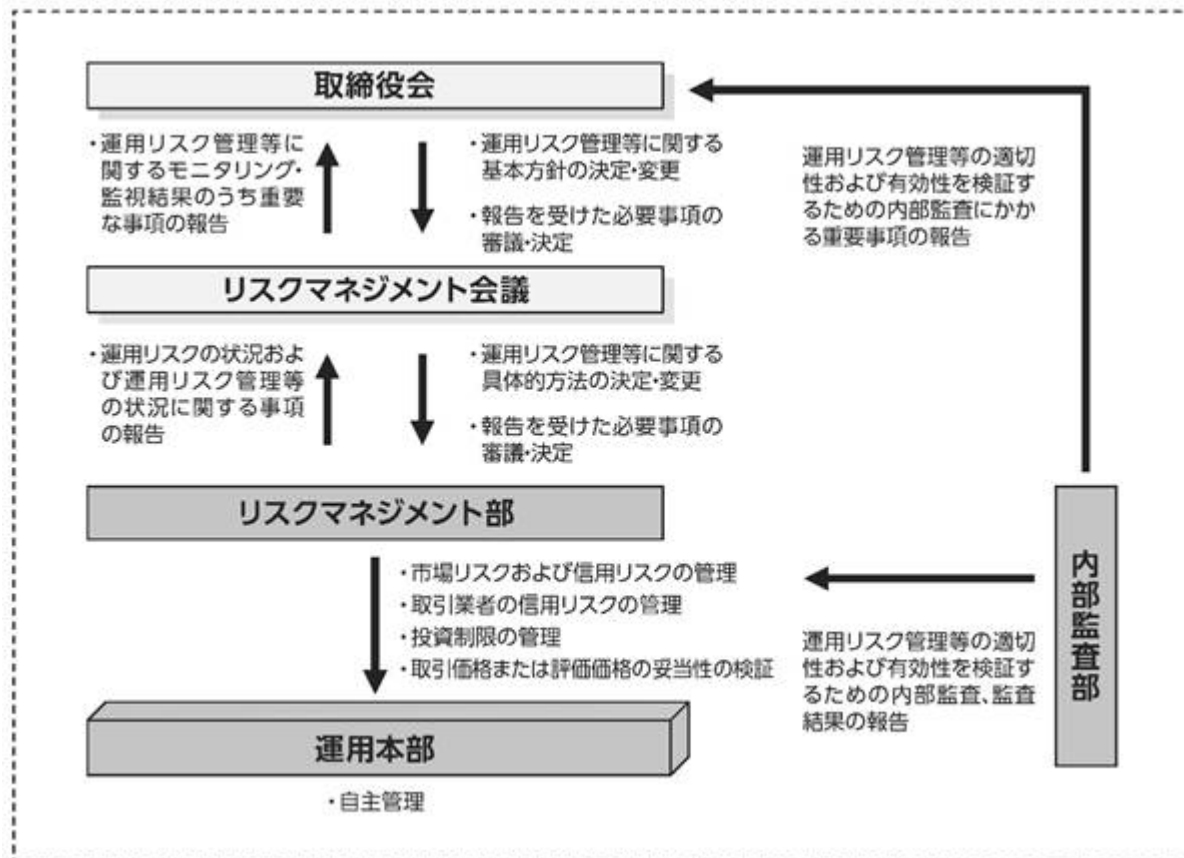 取締役会
・運用リスク管理等に
関するモニタリング・
監視結果のうち重要
な事項の報告
・運用リスク管理等に関する
基本方針の決定・変更
・報告を受けた必要事項の
審議・決定
運用リスク管理等の適切
性および有効性を検証す
るための内部監査にかか
る重要事項の報告
リスクマネジメント会議
・運用リスクの状況およ
び運用リスク管理等
の状況に関する事項
の報告
・運用リスク管理等に関する
具体的方法の決定・変更
・報告を受けた必要事項の
審議・決定
リスクマネジメント部
・市場リスクおよび信用リスクの管理
・取引業者の信用リスクの管理
・投資制限の管理
・取引価格または評価価格の妥当性の検証
運用リスク管理等の適切
性および有効性を検証す
るための内部監査、監査
結果の報告
内部監査部
運用本部
・自主管理